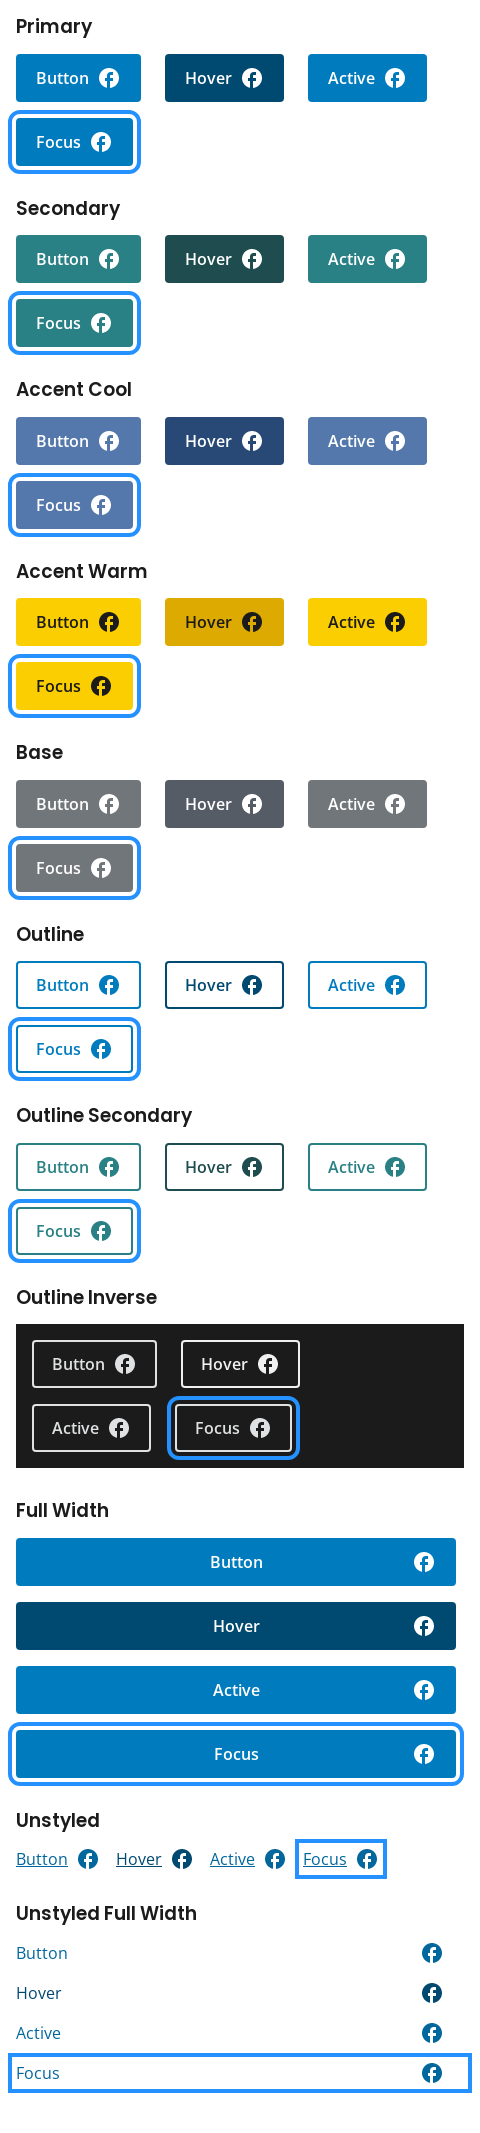 Primary
Button Hover Active
Focus
Secondary
Button Hover Active
Focus
Accent Cool
Button Hover Active
Focus
Accent Warm
Button Hover Active
Focus
Base
Button Hover Active
Focus
Outline
Button Hover Active
Focus
Outline Secondary
Button Hover Active
Focus
Outline Inverse
Button Hover
Active Focus
Full Width
Button
Hover
Active
Focus
Unstyled
Button Hover Active Focus
Unstyled Full Width
Button
Hover
Active
Focus